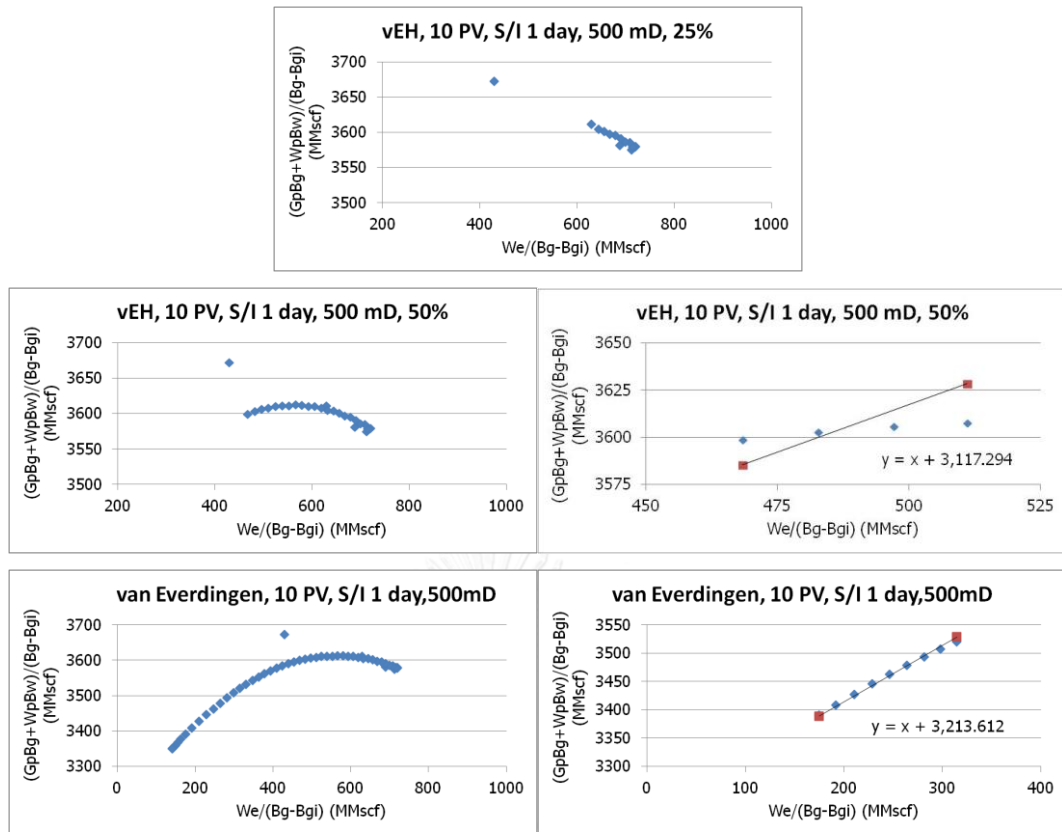 vEH, 10 PV, S/I 1 day, 500 mD, 25%
(GpBg+WpBw)/(Bg-Bgi)
(MMscf)
3700
3650
3600
3550
3500
200
400
600
800
1000
We/(Bg-Bgi) (MMscf)
vEH, 10 PV, S/I 1 day, 500 mD, 50%
(GpBg+WpBw)/(Bg-Bgi)
(MMscf)
3700
3650
3600
3550
3500
200
400
600
800
1000
We/(Bg-Bgi) (MMscf)
vEH, 10 PV, S/I 1 day, 500 mD, 50%
(GpBg+WpBw)/(Bg-Bgi)
(MMscf)
3650
3625
3600
3575
y = x + 3,117.294
450
475
500
525
We/(Bg-Bgi) (MMscf)
van Everdingen, 10 PV, S/I 1 day,500mD
(GpBg+WpBw)/(Bg-Bgi)
(MMscf)
3700
3600
3500
3400
3300
0
200
400
600
800
1000
We/(Bg-Bgi) (MMscf)
van Everdingen, 10 PV, S/I 1 day,500mD
(GpBg+WpBw)/(Bg-Bgi)
(MMscf)
3550
3500
3450
3400
3350
3300
y = x + 3,213.612
0
100
200
300
400
We/(Bg-Bgi) (MMscf)